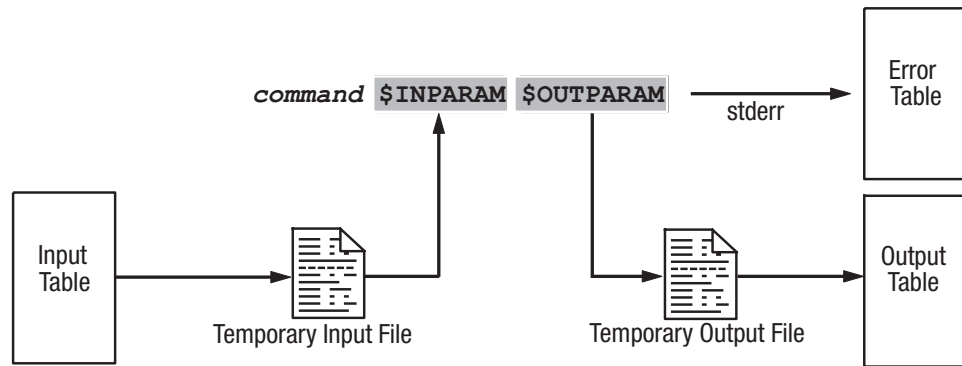 command $INPARAM $OUTPARAM
stderr
Error
Table
Input
Table
Temporary Input File
Temporary Output File
Output
Table